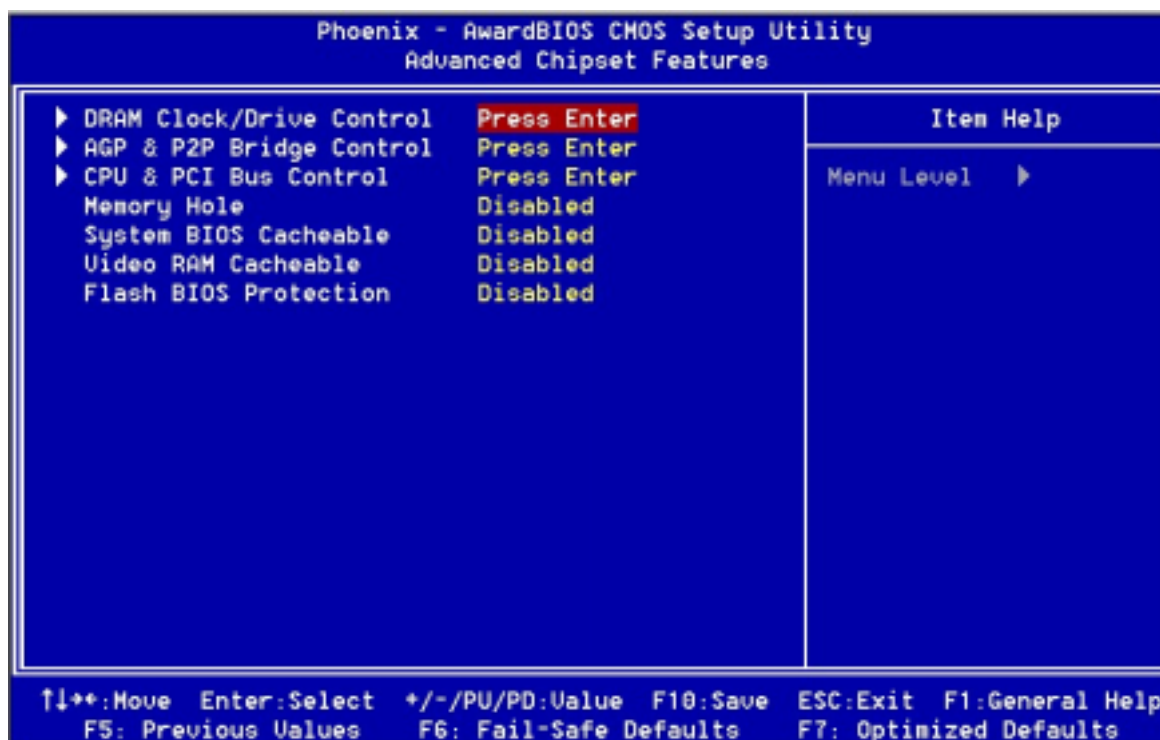 Phoenix - AwardBIOS CMOS Setup Utility
Advanced Chipset Features
DRAM Clock/Drive Control Press Enter
AGP & P2P Bridge Control Press Enter
CPU & PCI Bus Control Press Enter
Memory Hole Disabled
System BIOS Cacheable Disabled
Video RAM Cacheable Disabled
Flash BIOS Protection Disabled
Item Help
Menu Level
↑↓→←:Move Enter:Select +/-/PU/PD:Value F10:Save ESC:Exit F1:General Help
F5: Previous Values F6: Fail-Safe Defaults F7: Optimized Defaults